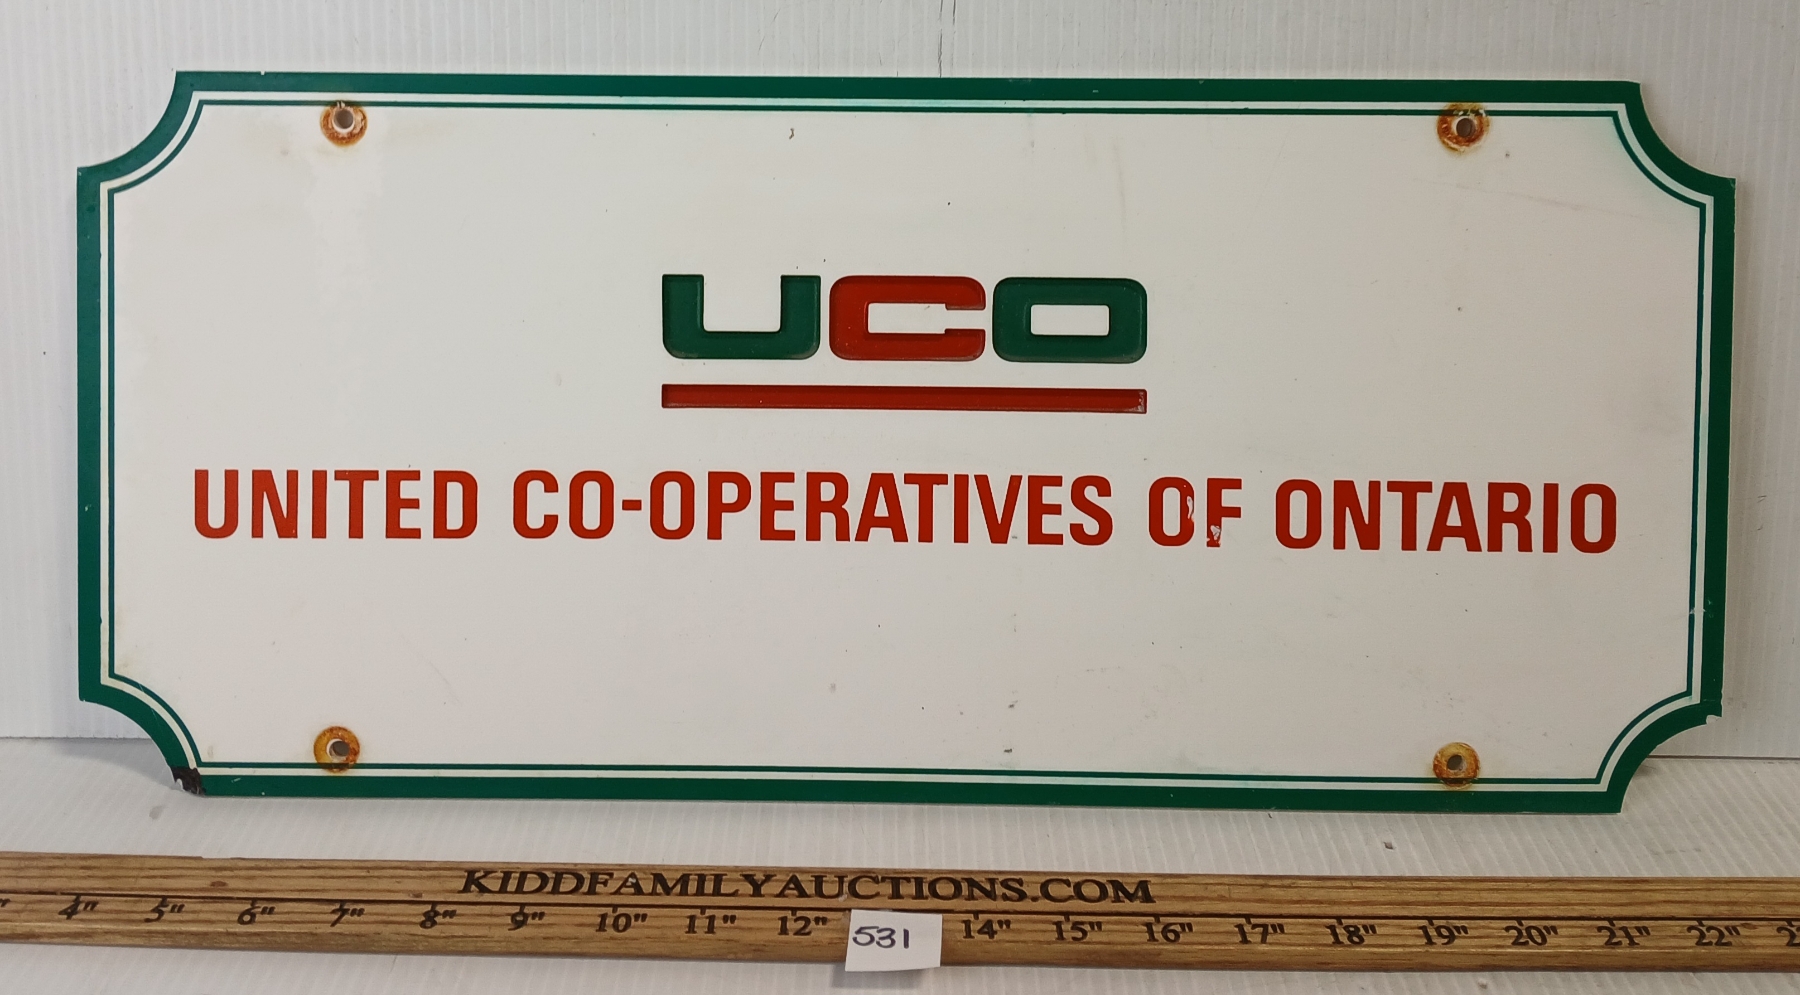 UCO
UNITED CO-OPERATIVES OF ONTARIO
KIDDFAMILYAUCTIONS.COM
4" 5" 6" 7" 8" 9" 10" 11" 12" 14" 15" 16" 17" 18" 19" 20" 21" 22"
531